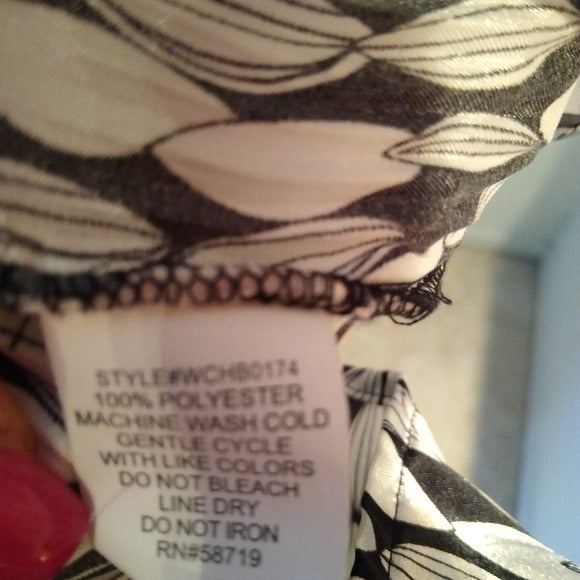 STYLE#WCHB0174
100% POLYESTER
MACHINE WASH COLD
GENTLE CYCLE
WITH LIKE COLORS
DO NOT BLEACH
LINE DRY
DO NOT IRON
RN#58719